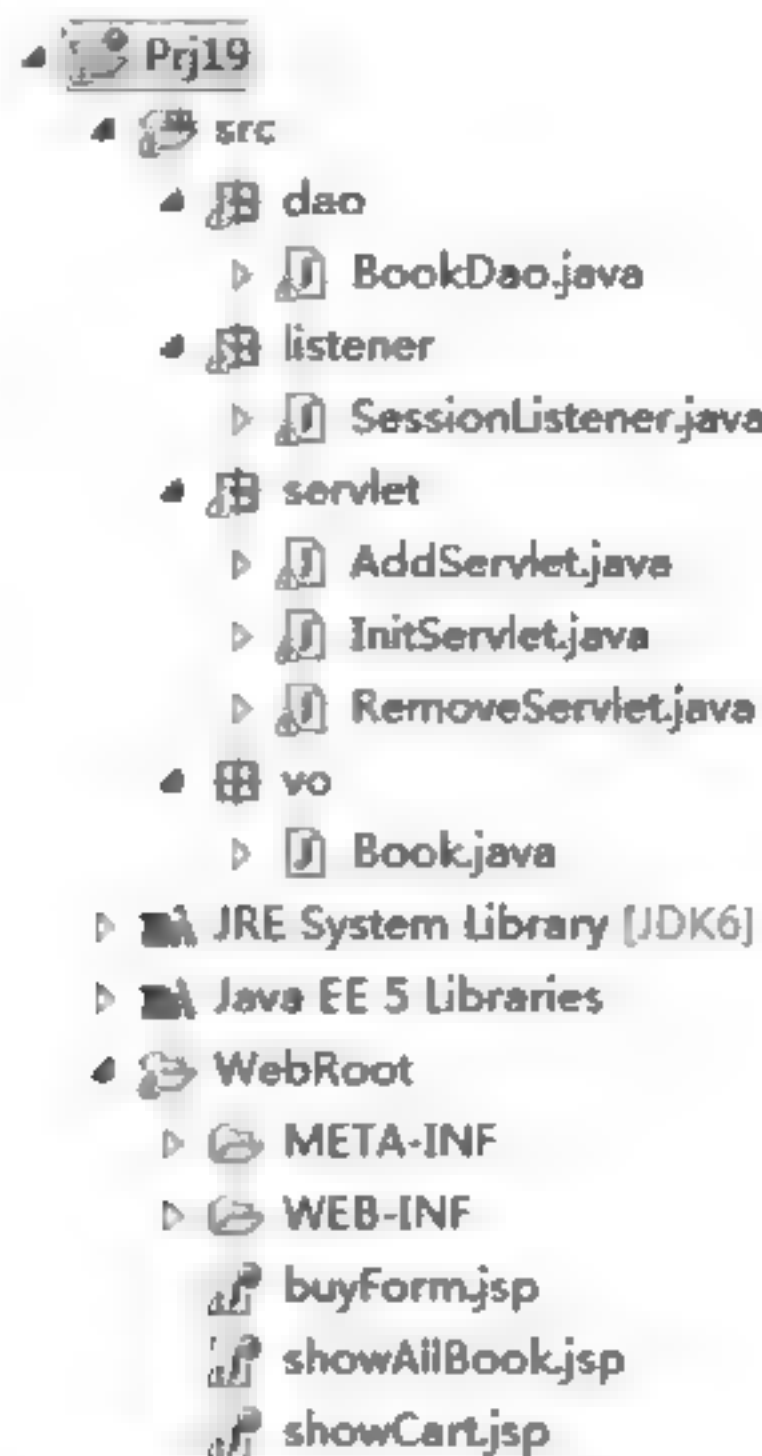 Prj19
src
dao
BookDao.java
listener
SessionListener.java
servlet
AddServlet.java
InitServlet.java
RemoveServlet.java
vo
Book.java
JRE System Library [JDK6]
Java EE 5 Libraries
WebRoot
META-INF
WEB-INF
buyForm.jsp
showAllBook.jsp
showCart.jsp